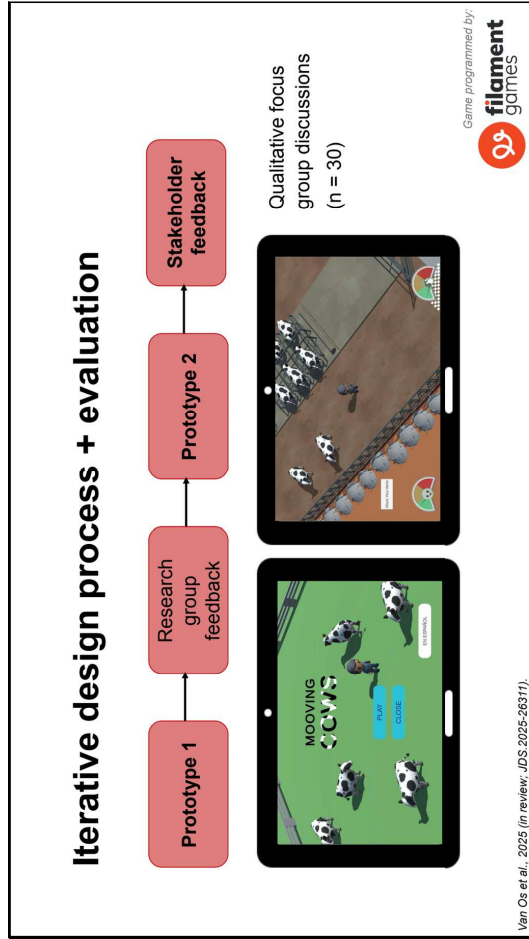 Iterative design process + evaluation
Prototype 1
Research
group
feedback
Prototype 2
Stakeholder
feedback
MOOVING
COWS
PLAY
CLOSE
EN ESPAÑOL
Qualitative focus
group discussions
(n = 30)
Van Os et al., 2025 (in review; JDS.2025-26311).
Game programmed by:
filament
games